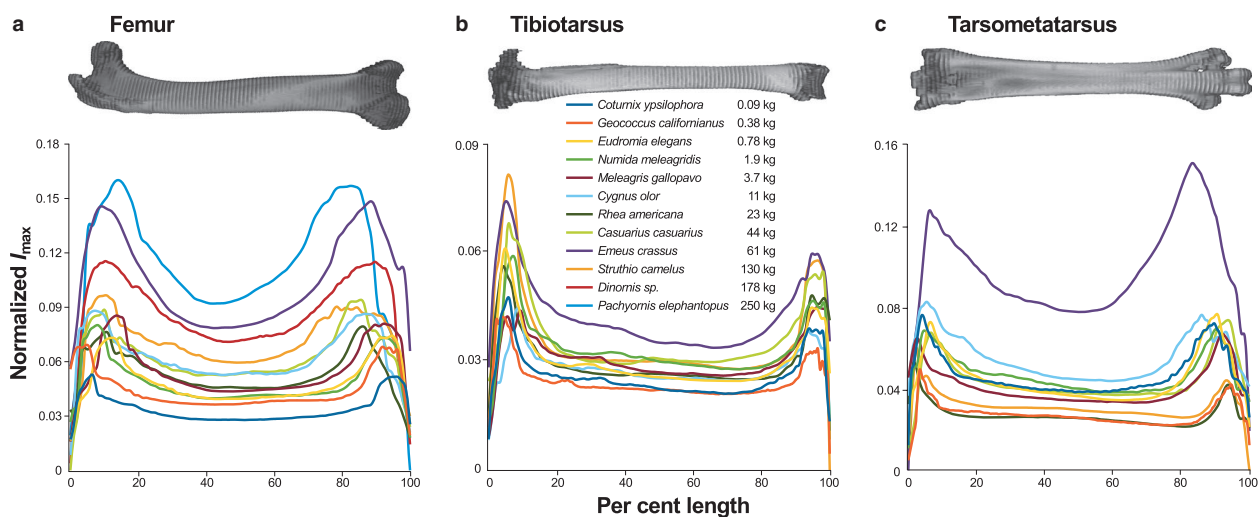 a Femur
b Tibiotarsus
c Tarsometatarsus
Coturnix ypsilophora 0.09 kg
Geococcus californianus 0.38 kg
Eudromia elegans 0.78 kg
Numida meleagridis 1.9 kg
Meleagris gallopavo 3.7 kg
Cygnus olor 11 kg
Rhea americana 23 kg
Casuarius casuarius 44 kg
Emeus crassus 61 kg
Struthio camelus 130 kg
Dinornis sp. 178 kg
Pachyornis elephantopus 250 kg
Normalized Imax
0.18
0.15
0.12
0.09
0.06
0.03
0
0 20 40 60 80 100
0.09
0.06
0.03
0
0 20 40 60 80 100
0.16
0.12
0.08
0.04
0
0 20 40 60 80 100
Per cent length